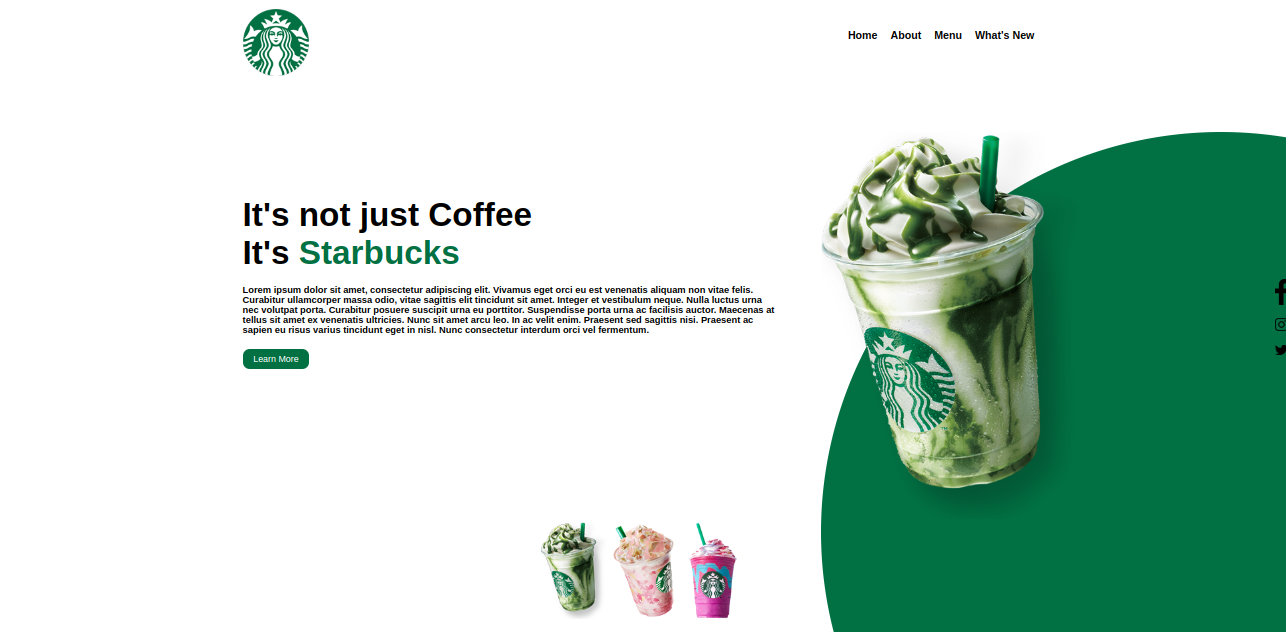 Home About Menu What's New
It's not just Coffee
It's Starbucks
Lorem ipsum dolor sit amet, consectetur adipiscing elit. Vivamus eget orci eu est venenatis aliquam non vitae felis.
Curabitur ullamcorper massa odio, vitae sagittis elit tincidunt sit amet. Integer et vestibulum neque. Nulla luctus urna
nec volutpat porta. Curabitur posuere suscipit urna eu porttitor. Suspendisse porta urna ac facilisis auctor. Maecenas at
tellus sit amet ex venenatis ultricies. Nunc sit amet arcu leo. In ac velit enim. Praesent sed sagittis nisi. Praesent ac
sapien eu risus varius tincidunt eget in nisl. Nunc consectetur interdum orci vel fermentum.
Learn More